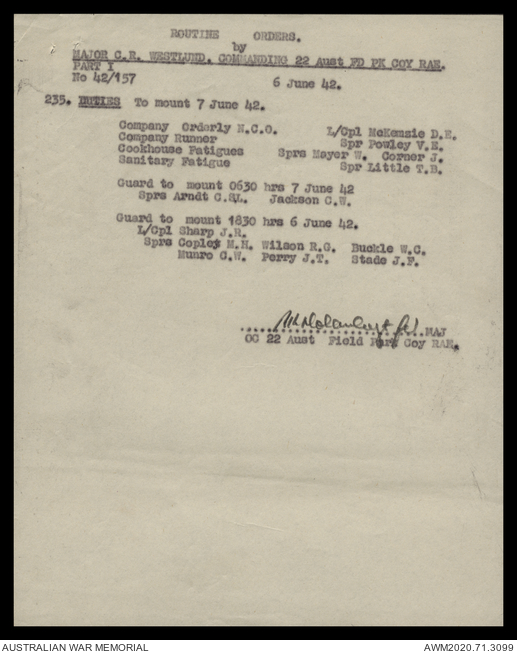 ROUTINE ORDERS.
by
MAJOR C.R. WESTLUND. COMMANDING 22 Aust FD PK COY RAE.
PART I
No 42/157 6 June 42.
235. DUTIES To mount 7 June 42.
Company Orderly N.C.O. L/Cpl McKenzie D.E.
Company Runner Spr Powley V.E.
Cookhouse Fatigues Sprs Mayer W. Corner J.
Sanitary Fatigue Spr Little T.B.
Guard to mount 0630 hrs 7 June 42
Sprs Arndt C.SL. Jackson C.W.
Guard to mount 1830 hrs 6 June 42.
L/Cpl Sharp J.R.
Sprs Copley M.H. Wilson R.G. Buckle W.C.
Munro C.W. Perry J.T. Stade J.F.
MAJ
OC 22 Aust Field Park Coy RAE.
AUSTRALIAN WAR MEMORIAL AWM2020.71.3099